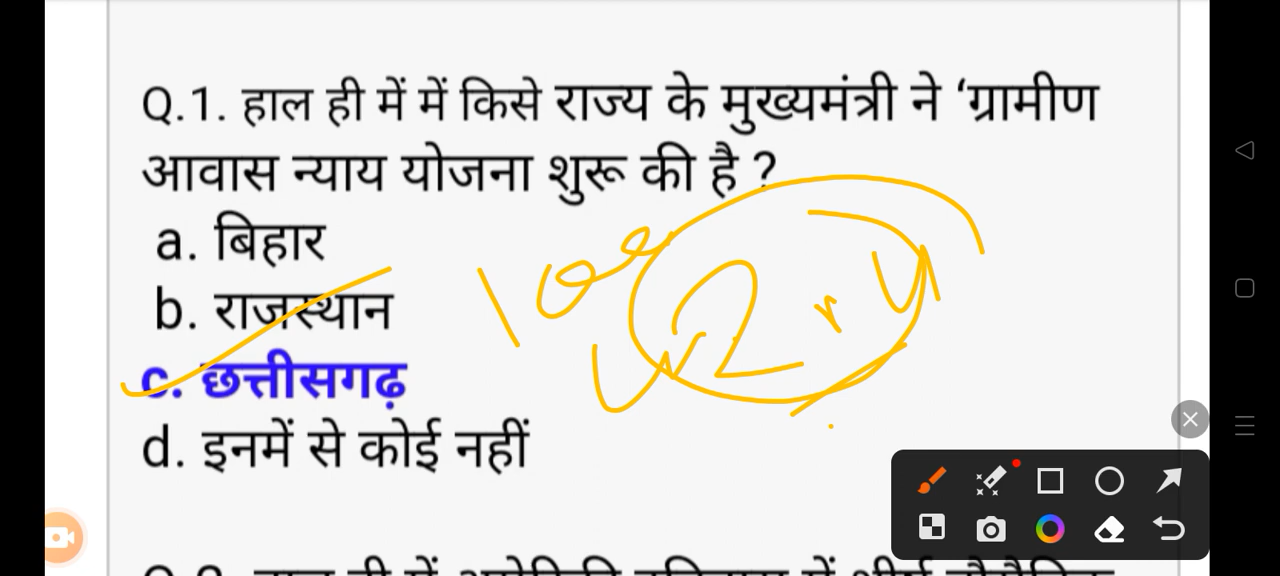 Q.1. हाल ही में में किसे राज्य के मुख्यमंत्री ने ‘ग्रामीण
आवास न्याय योजना शुरू की है ?
a. बिहार
b. राजस्थान
c. छत्तीसगढ़
d. इनमें से कोई नहीं